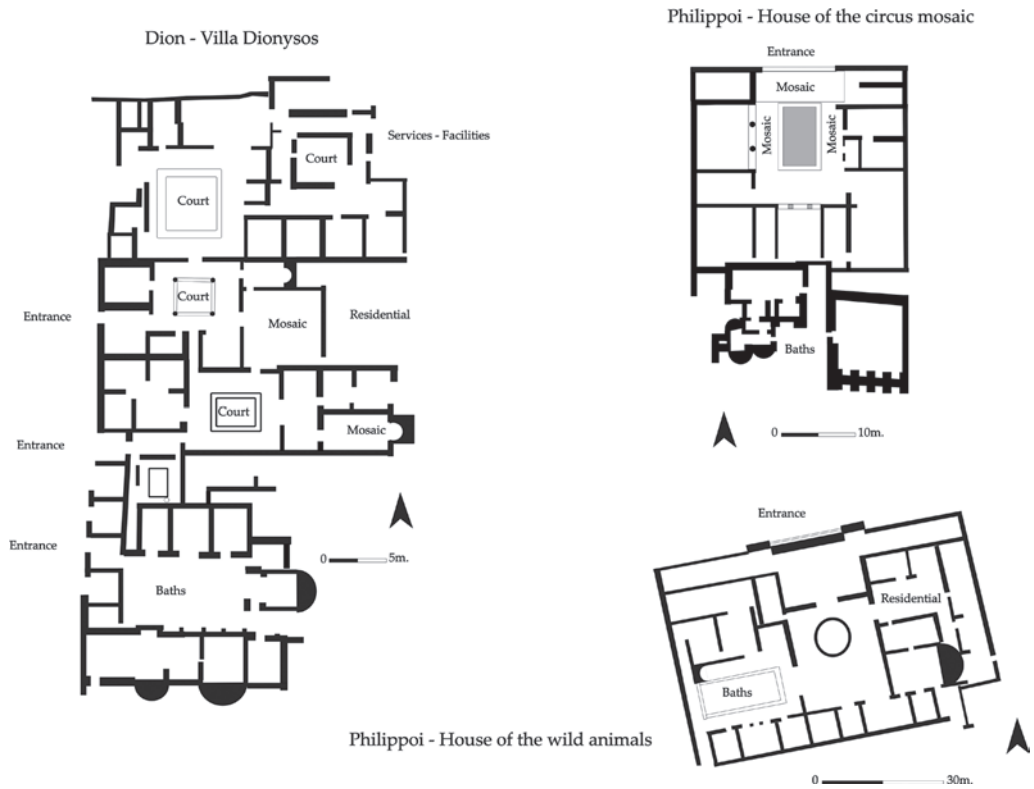 Dion - Villa Dionysos
Services - Facilities
Court
Court
Court
Entrance
Mosaic
Residential
Court
Entrance
Mosaic
Entrance
0 5m.
Baths
Philippoi - House of the circus mosaic
Entrance
Mosaic
Mosaic
Mosaic
Baths
0 10m.
Philippoi - House of the wild animals
Entrance
Residential
Baths
0 30m.